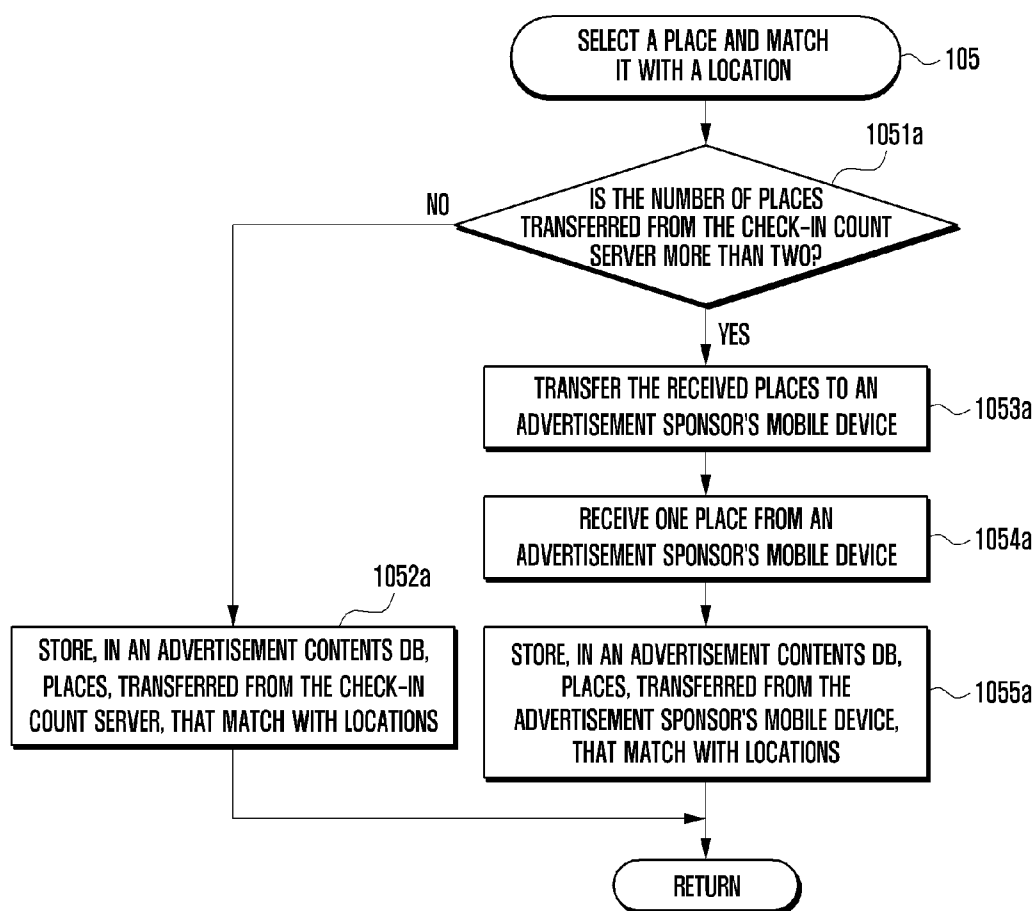 SELECT A PLACE AND MATCH
IT WITH A LOCATION
105
1051a
IS THE NUMBER OF PLACES
TRANSFERRED FROM THE CHECK-IN COUNT
SERVER MORE THAN TWO?
NO
YES
TRANSFER THE RECEIVED PLACES TO AN
ADVERTISEMENT SPONSOR'S MOBILE DEVICE
1053a
RECEIVE ONE PLACE FROM AN
ADVERTISEMENT SPONSOR'S MOBILE DEVICE
1054a
1052a
STORE, IN AN ADVERTISEMENT CONTENTS DB,
PLACES, TRANSFERRED FROM THE CHECK-IN
COUNT SERVER, THAT MATCH WITH LOCATIONS
STORE, IN AN ADVERTISEMENT CONTENTS DB,
PLACES, TRANSFERRED FROM THE
ADVERTISEMENT SPONSOR'S MOBILE DEVICE,
THAT MATCH WITH LOCATIONS
1055a
RETURN